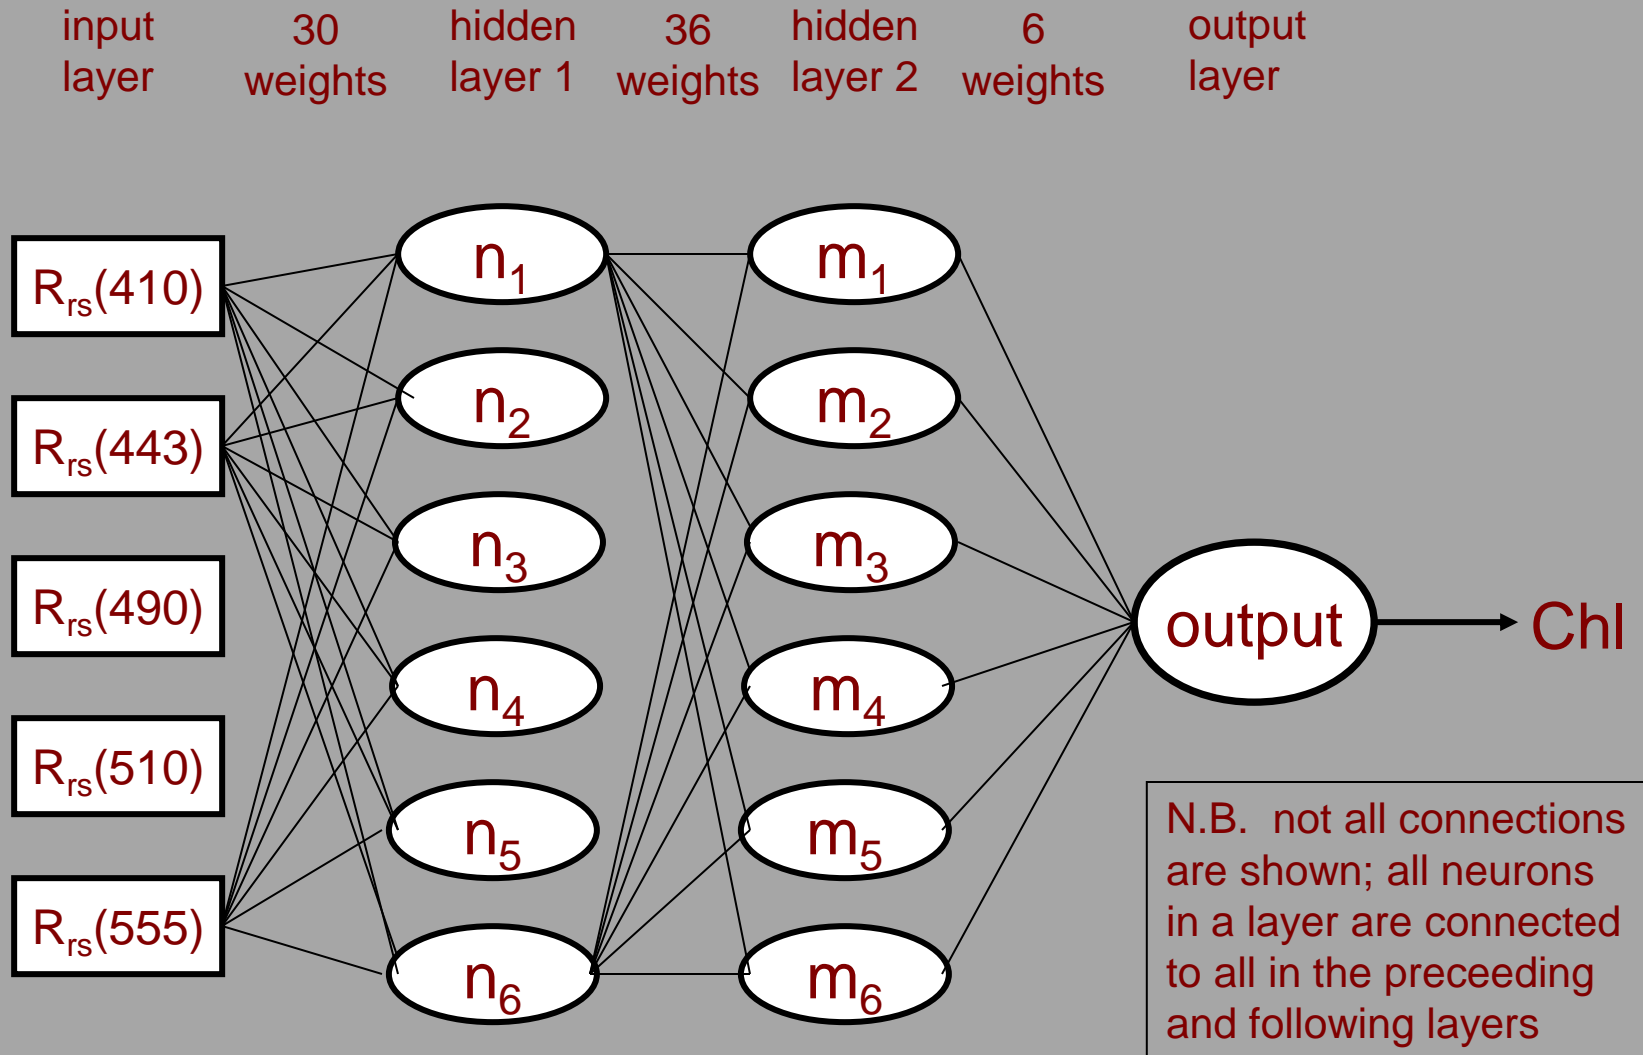 input
layer
30
weights
hidden
layer 1
36
weights
hidden
layer 2
6
weights
output
layer
Rrs(410)
Rrs(443)
Rrs(490)
Rrs(510)
Rrs(555)
n1
n2
n3
n4
n5
n6
m1
m2
m3
m4
m5
m6
output
Chl
N.B. not all connections
are shown; all neurons
in a layer are connected
to all in the preceeding
and following layers